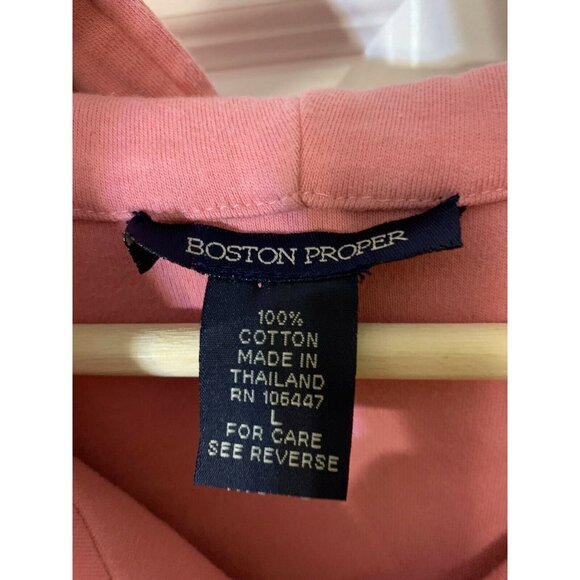 BOSTON PROPER
100%
COTTON
MADE IN
THAILAND
RN 106447
L
FOR CARE
SEE REVERSE